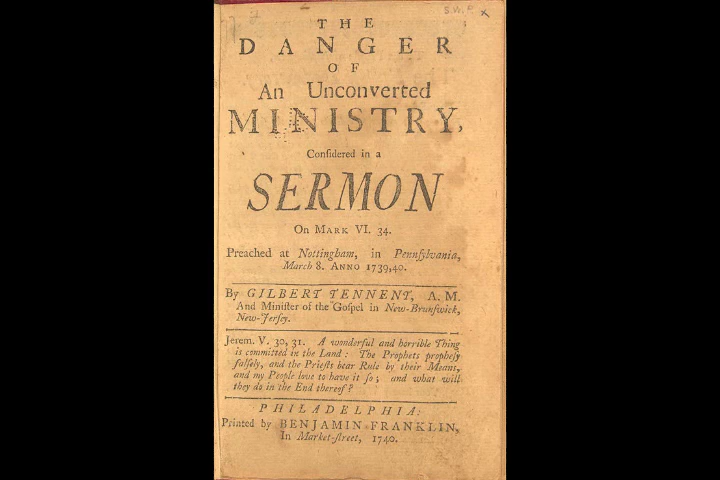 s.n.e x
THE
DANGER
OF
An Unconverted
MINISTRY,
Conſidered in a
SERMON
On MARK VI. 34.
Preached at Nottingham, in Pennſylvania,
March 8. ANNO 1739,40.
By GILBERT TENNENT, A. M.
And Miniſter of the Goſpel in New-Brunſwick,
New-Jerſey.
Jerem. V. 30, 31. A wonderful and horrible Thing
is committed in the Land: The Prophets propheſy
falſely, and the Prieſts bear Rule by their Means,
and my People love to have it ſo; and what will
they do in the End thereof?
PHILADELPHIA:
Printed by BENJAMIN FRANKLIN,
In Market-ſtreet, 1740.